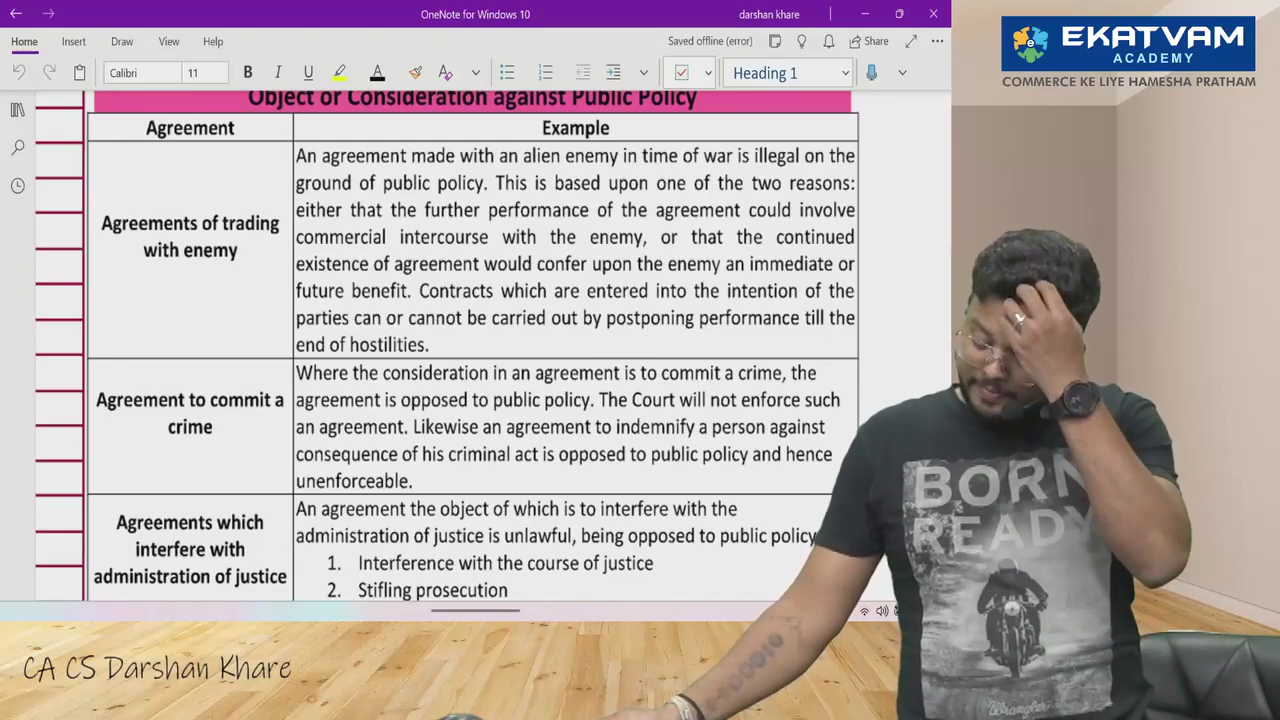 OneNote for Windows 10
darshan khare
Home
Insert
Draw
View
Help
Saved offline (error)
Share
Calibri
11
B
I
U
A
Heading 1
EKATVAM
ACADEMY
COMMERCE KE LIYE HAMESHA PRATHAM
Object or Consideration against Public Policy
Agreement
Example
Agreements of trading
with enemy
An agreement made with an alien enemy in time of war is illegal on the
ground of public policy. This is based upon one of the two reasons:
either that the further performance of the agreement could involve
commercial intercourse with the enemy, or that the continued
existence of agreement would confer upon the enemy an immediate or
future benefit. Contracts which are entered into the intention of the
parties can or cannot be carried out by postponing performance till the
end of hostilities.
Agreement to commit a
crime
Where the consideration in an agreement is to commit a crime, the
agreement is opposed to public policy. The Court will not enforce such
an agreement. Likewise an agreement to indemnify a person against
consequence of his criminal act is opposed to public policy and hence
unenforceable.
Agreements which
interfere with
administration of justice
An agreement the object of which is to interfere with the
administration of justice is unlawful, being opposed to public policy
1. Interference with the course of justice
2. Stifling prosecution
BORN
READY
Wrangler
CA CS Darshan Khare